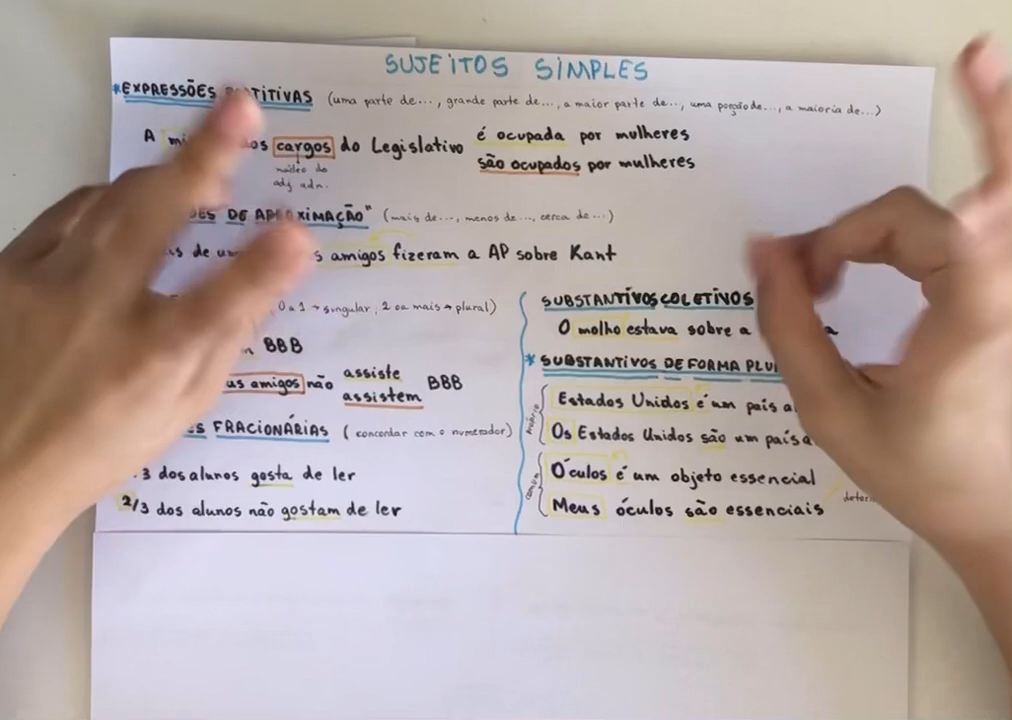 SUJEITOS SIMPLES
*EXPRESSÕES (uma parte de..., grande parte de..., a maior parte de..., uma porção de..., a maioria de...)
A cargos do Legislativo é ocupada por mulheres
são ocupados por mulheres
núcleo do
adj. adn.
DE APROXIMAÇÃO" (mais de..., menos de..., cerca de...)
amigos fizeram a AP sobre Kant
0 a 1 → singular, 2 ou mais → plural)
BBB
amigos não assiste BBB
assistem
FRACIONÁRIAS (concordar com o numerador)
3 dos alunos gosta de ler
2/3 dos alunos não gostam de ler
SUBSTANTIVOS COLETIVOS
O molho estava sobre a
* SUBSTANTIVOS DE FORMA
Estados Unidos é um país
Os Estados Unidos são um país
Óculos é um objeto essencial
comum
Meus óculos são essenciais